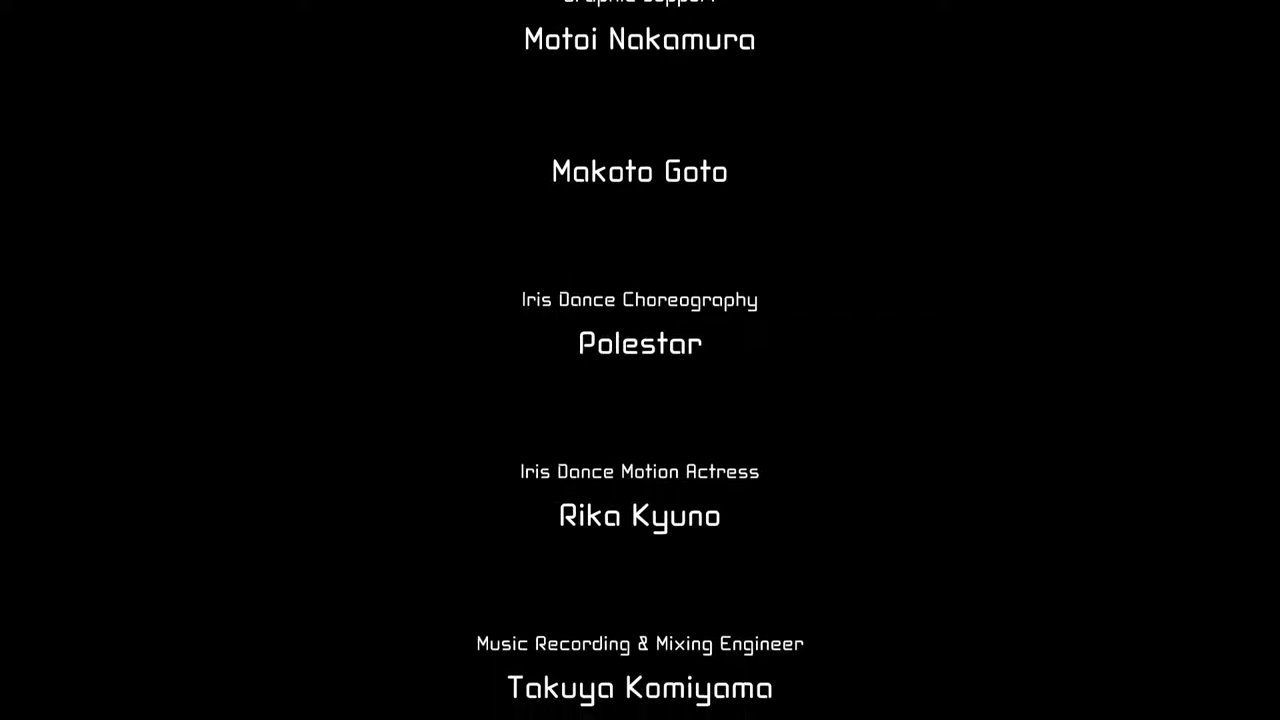 Motoi Nakamura
Makoto Goto
Iris Dance Choreography
Polestar
Iris Dance Motion Actress
Rika Kyuno
Music Recording & Mixing Engineer
Takuya Komiyama